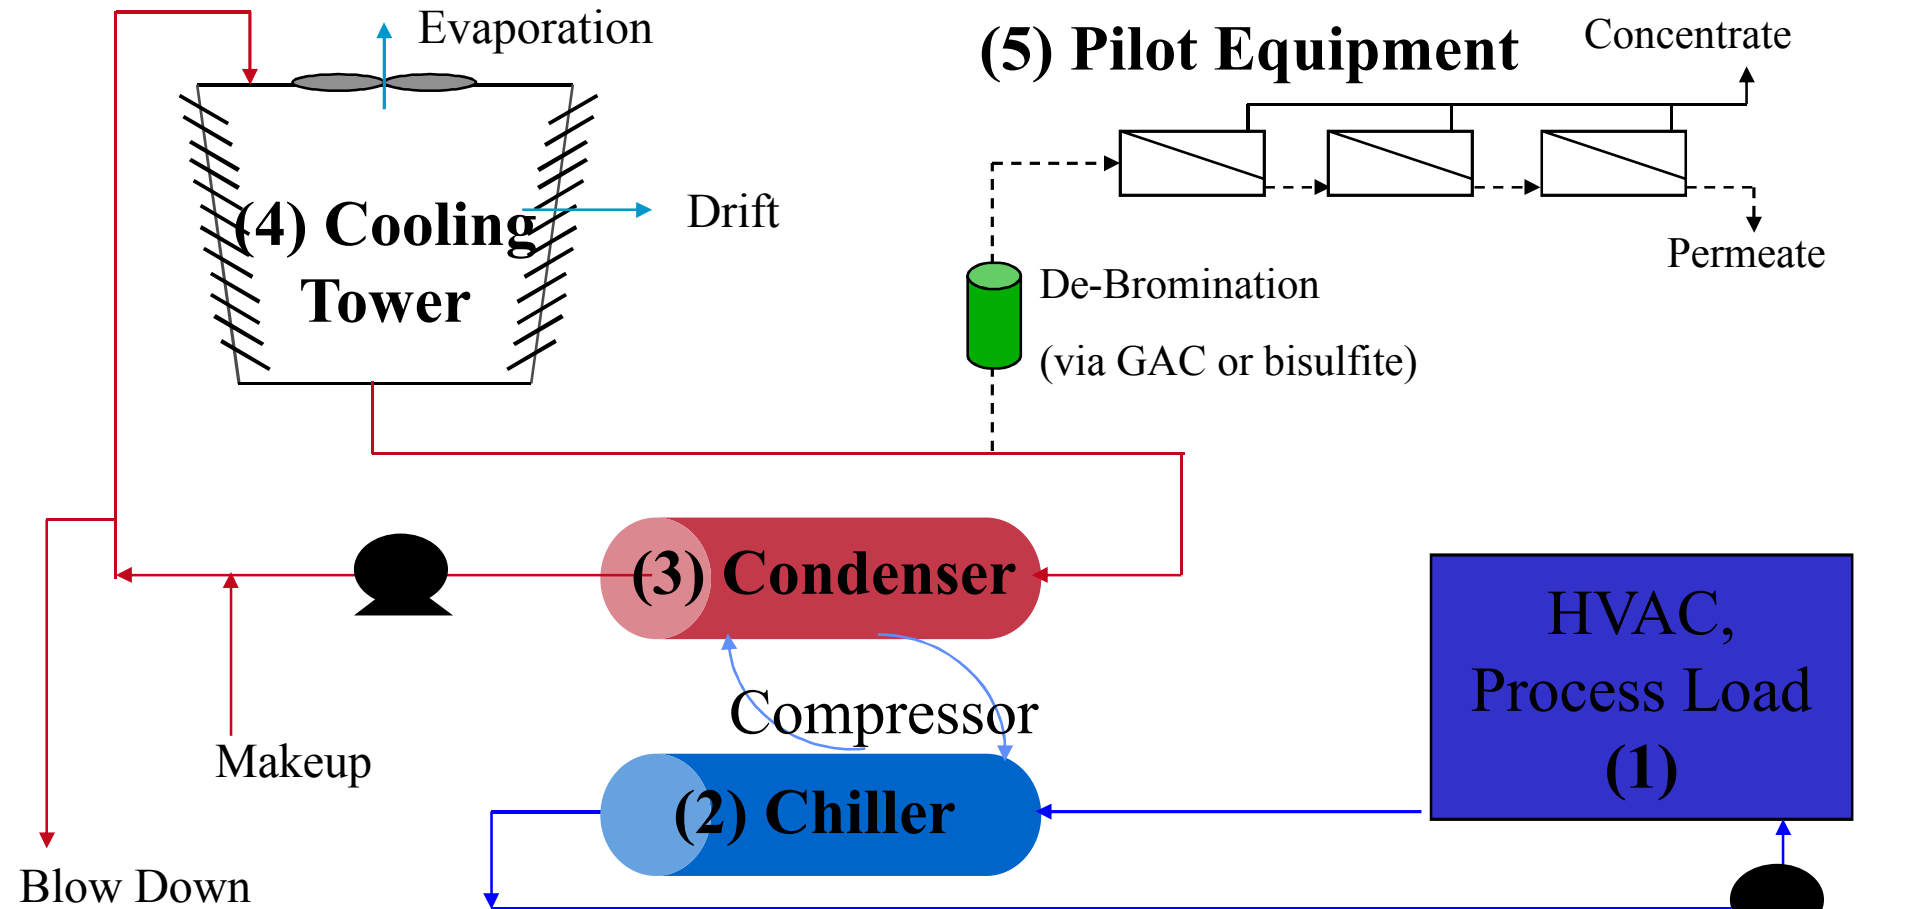 Evaporation
(5) Pilot Equipment
Concentrate
(4) Cooling
Tower
Drift
Permeate
De-Bromination
(via GAC or bisulfite)
(3) Condenser
HVAC,
Process Load
(1)
Compressor
Makeup
(2) Chiller
Blow Down